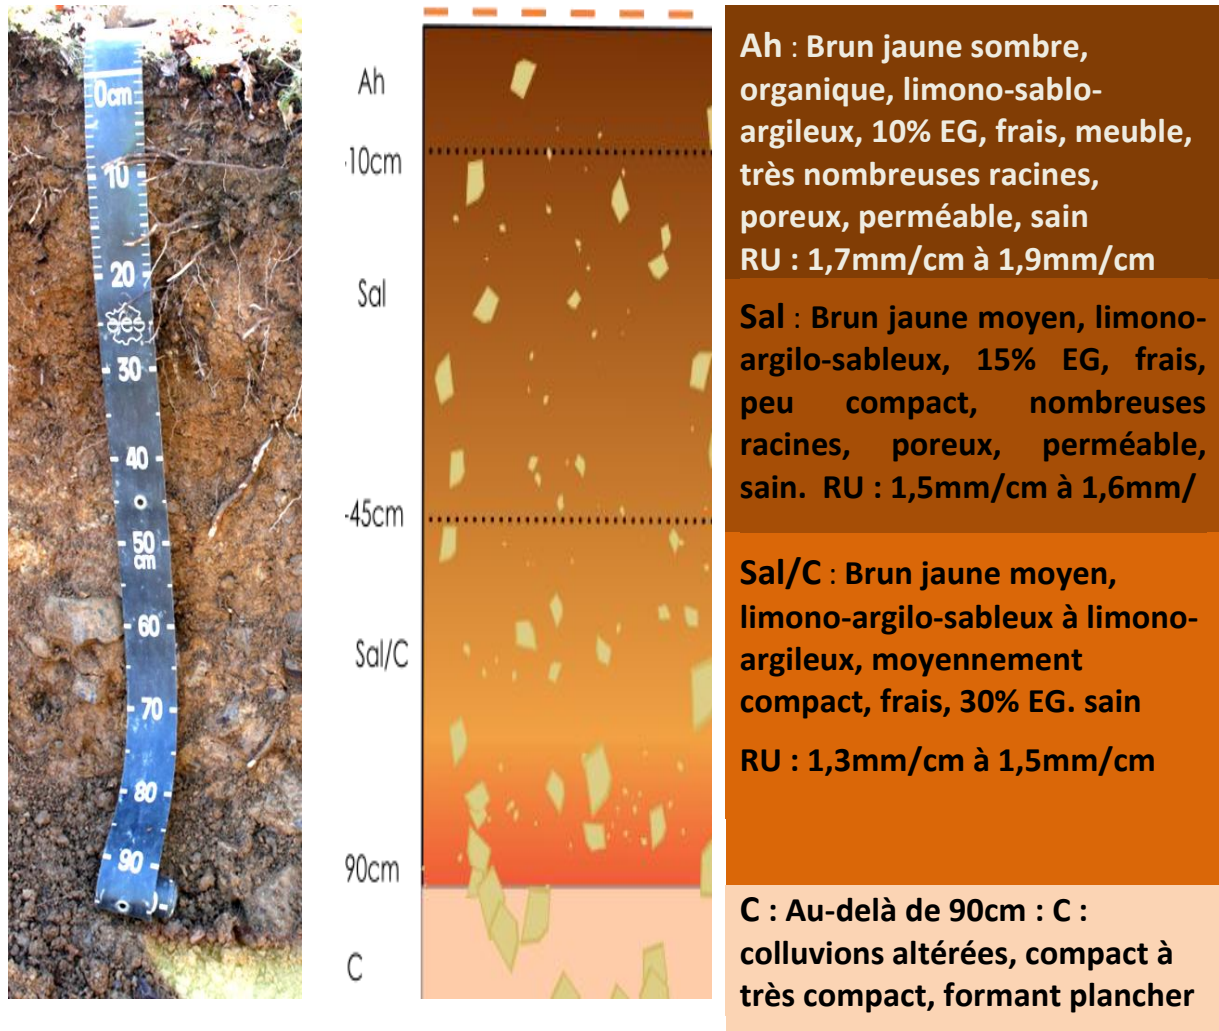 0cm
10
20
aes
30
40
50
cm
60
70
80
90
Ah
-10cm
Sal
-45cm
Sal/C
90cm
C
Ah : Brun jaune sombre,
organique, limono-sablo-
argileux, 10% EG, frais, meuble,
très nombreuses racines,
poreux, perméable, sain
RU : 1,7mm/cm à 1,9mm/cm
Sal : Brun jaune moyen, limono-
argilo-sableux, 15% EG, frais,
peu compact, nombreuses
racines, poreux, perméable,
sain. RU : 1,5mm/cm à 1,6mm/
Sal/C : Brun jaune moyen,
limono-argilo-sableux à limono-
argileux, moyennement
compact, frais, 30% EG. sain
RU : 1,3mm/cm à 1,5mm/cm
C : Au-delà de 90cm : C :
colluvions altérées, compact à
très compact, formant plancher